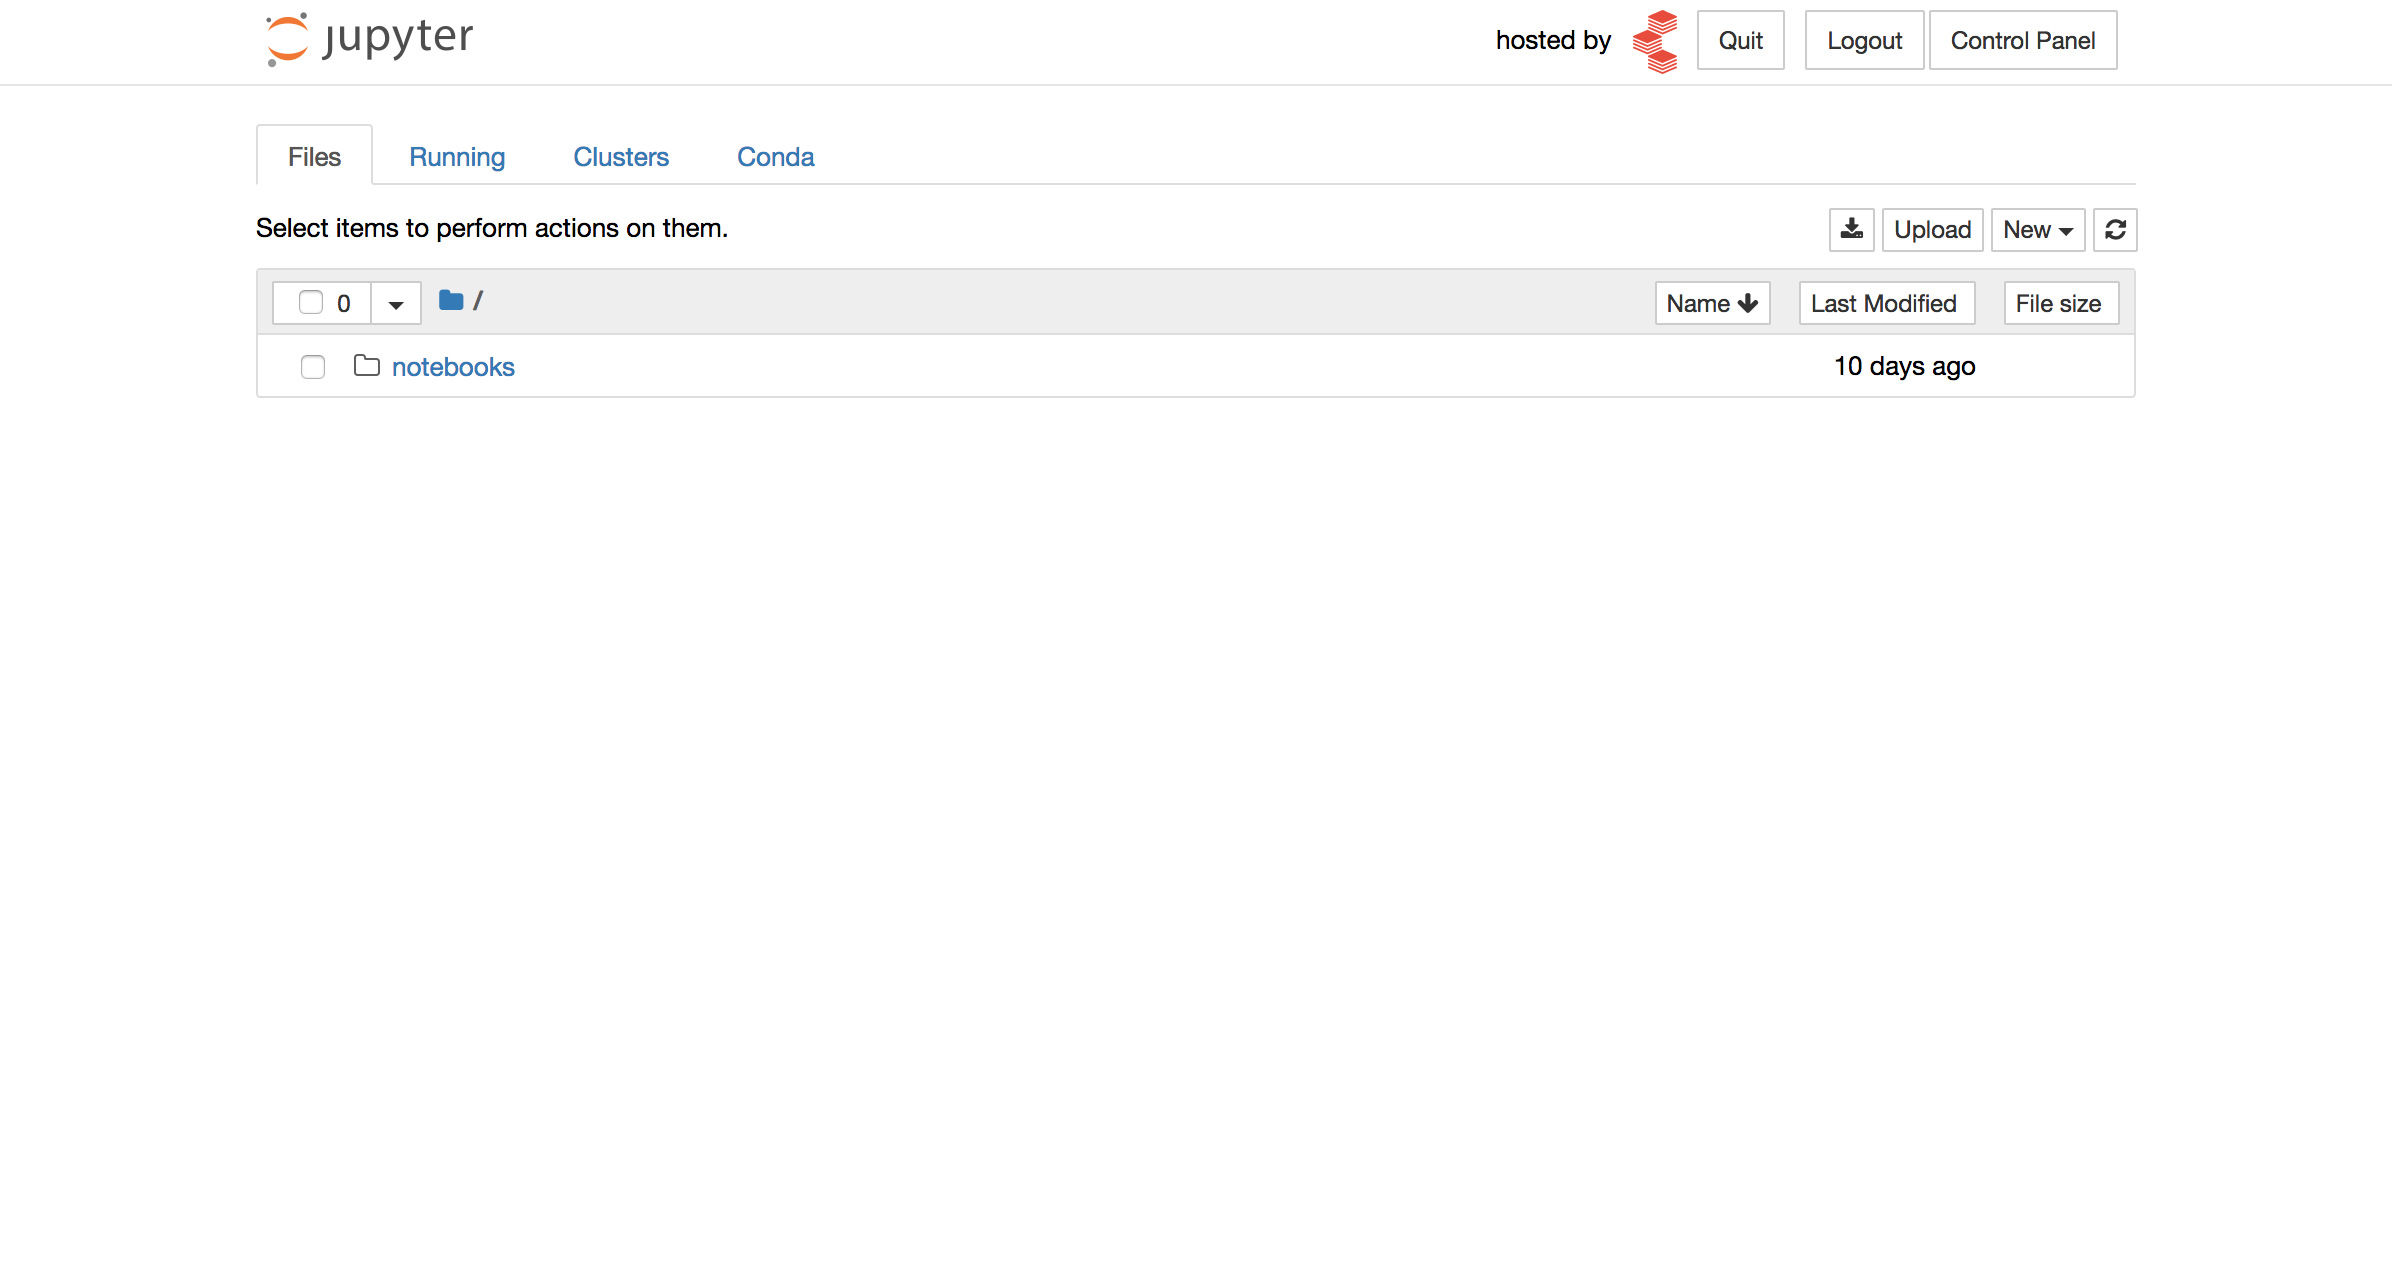 jupyter hosted by Quit Logout Control Panel
Files Running Clusters Conda
Select items to perform actions on them. Upload New
0 / Name Last Modified File size
notebooks 10 days ago